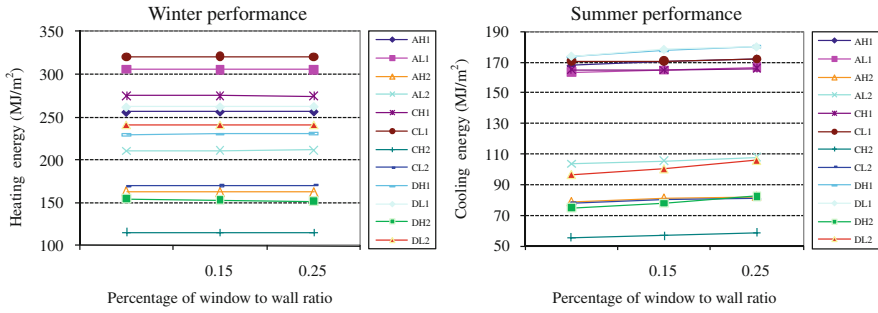 Winter performance
Heating energy (MJ/m²)
350
300
250
200
150
100
0.15 0.25
Percentage of window to wall ratio
AH1
AL1
AH2
AL2
CH1
CL1
CH2
CL2
DH1
DL1
DH2
DL2
Summer performance
Cooling energy (MJ/m²)
190
170
150
130
110
90
70
50
0.15 0.25
Percentage of window to wall ratio
AH1
AL1
AH2
AL2
CH1
CL1
CH2
CL2
DH1
DL1
DH2
DL2